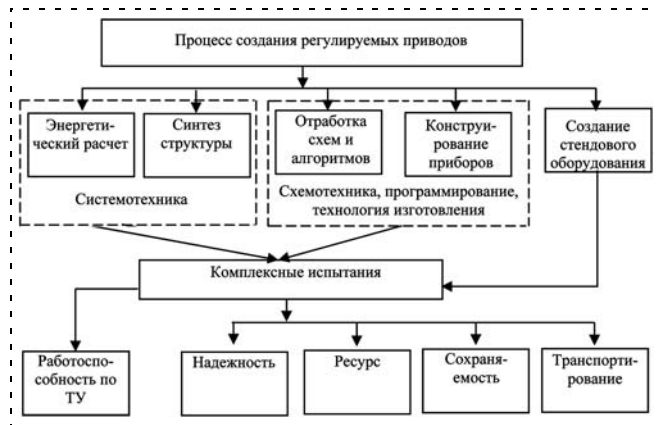 Процесс создания регулируемых приводов
Энергети-
ческий расчет
Синтез
структуры
Системотехника
Отработка
схем и
алгоритмов
Конструи-
рование
приборов
Схемотехника, программирование,
технология изготовления
Создание
стендового
оборудования
Комплексные испытания
Работоспо-
собность по
ТУ
Надежность
Ресурс
Сохраня-
емость
Транспорти-
рование